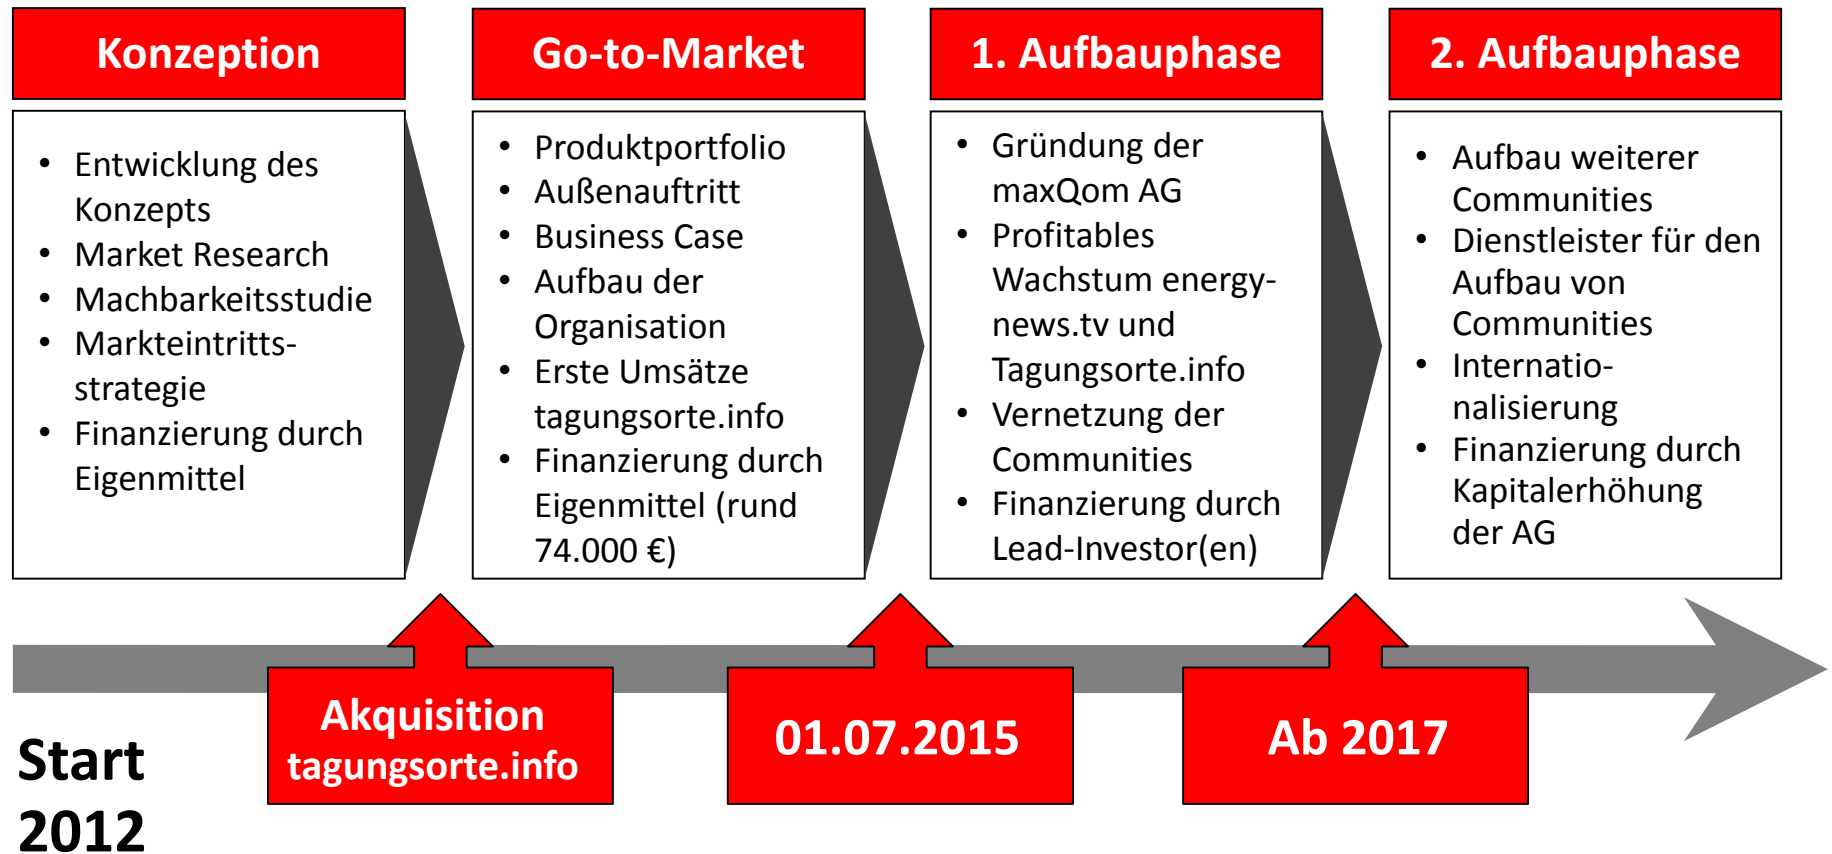 Konzeption
• Entwicklung des
Konzepts
• Market Research
• Machbarkeitsstudie
• Markteintritts-
strategie
• Finanzierung durch
Eigenmittel
Go-to-Market
• Produktportfolio
• Außenauftritt
• Business Case
• Aufbau der
Organisation
• Erste Umsätze
tagungsorte.info
• Finanzierung durch
Eigenmittel (rund
74.000 €)
1. Aufbauphase
• Gründung der
maxQom AG
• Profitables
Wachstum energy-
news.tv und
Tagungsorte.info
• Vernetzung der
Communities
• Finanzierung durch
Lead-Investor(en)
2. Aufbauphase
• Aufbau weiterer
Communities
• Dienstleister für den
Aufbau von
Communities
• Internatio-
nalisierung
• Finanzierung durch
Kapitalerhöhung
der AG
Start
2012
Akquisition
tagungsorte.info
01.07.2015
Ab 2017